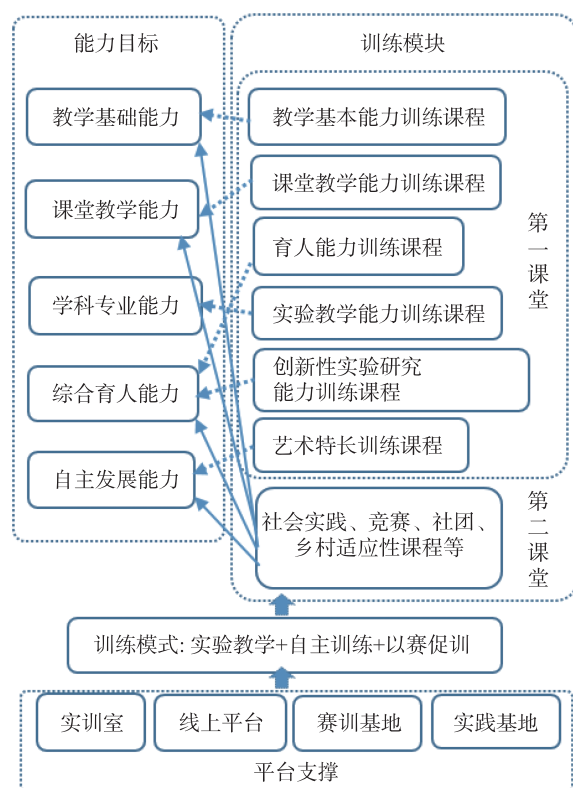 能力目标
教学基础能力
课堂教学能力
学科专业能力
综合育人能力
自主发展能力
训练模块
教学基本能力训练课程
课堂教学能力训练课程
育人能力训练课程
实验教学能力训练课程
创新性实验研究
能力训练课程
艺术特长训练课程
第一课堂
社会实践、竞赛、社团、
乡村适应性课程等
第二课堂
训练模式: 实验教学+自主训练+以赛促训
实训室
线上平台
赛训基地
实践基地
平台支撑